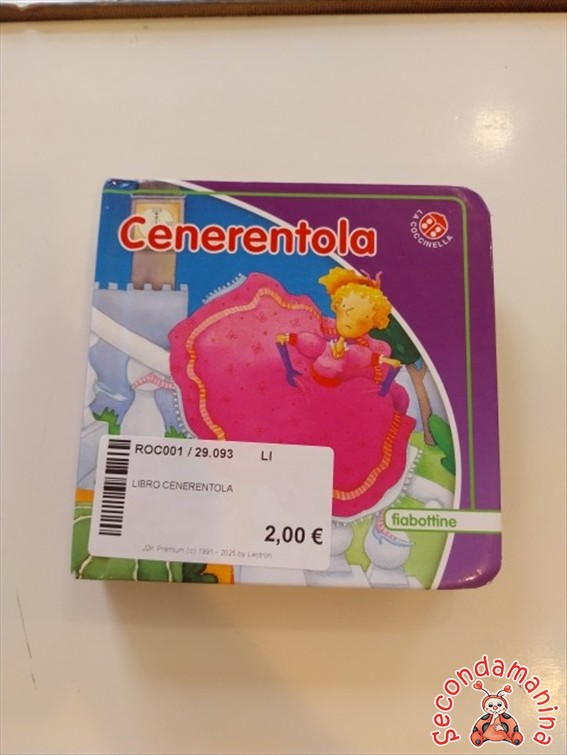 Cenerentola
LA COCCINELLA
ROC001 / 29.093 LI
LIBRO CENERENTOLA
2,00 €
J2K Premium (c) 1991 - 2025 by Lectron
fiabottine
Secondamanina